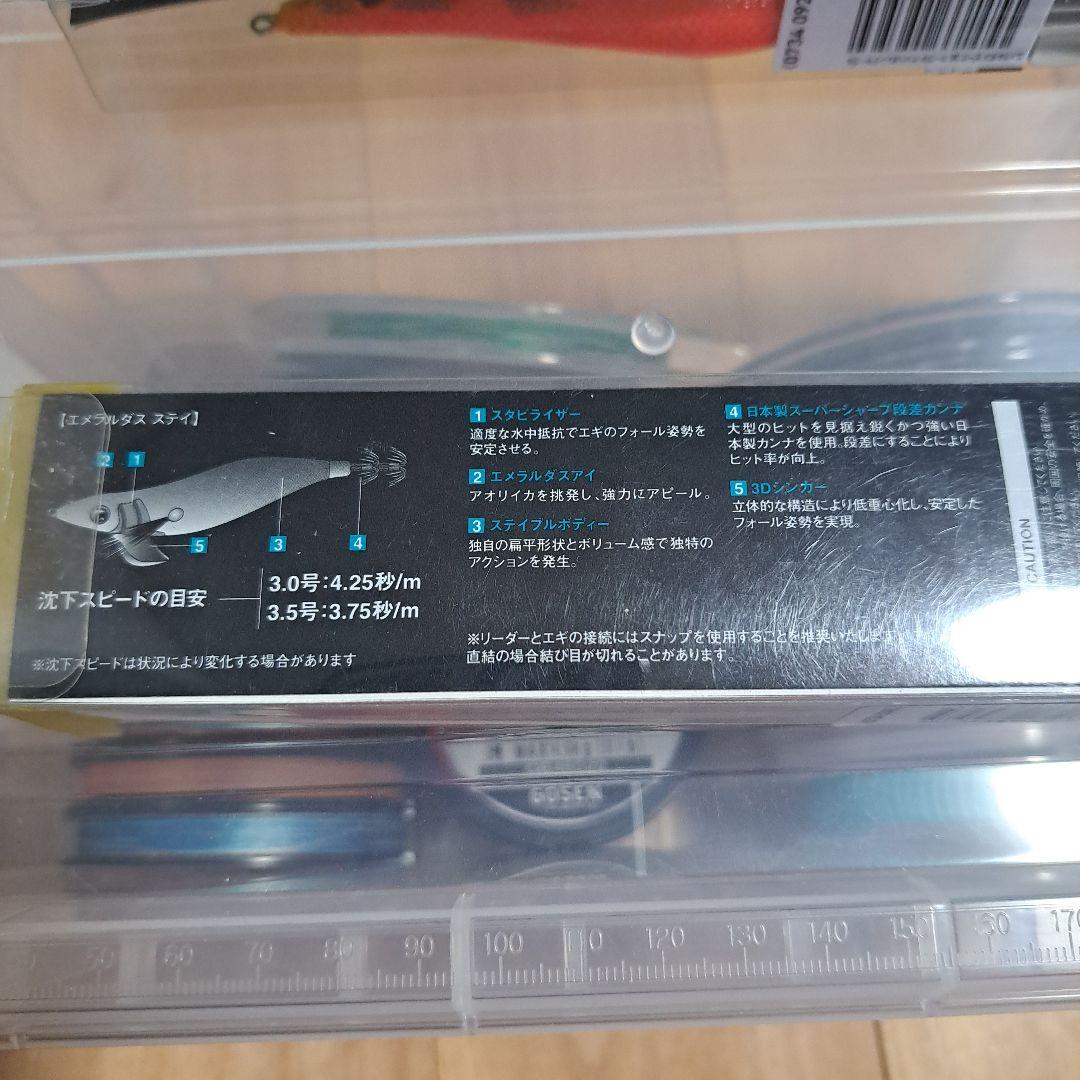 (0734 092
【エメラルダス ステイ】
2 1
5 3 4
沈下スピードの目安
3.0号:4.25秒/m
3.5号:3.75秒/m
※沈下スピードは状況により変化する場合があります
1 スタビライザー
適度な水中抵抗でエギのフォール姿勢を
安定させる。
2 エメラルダスアイ
アオリイカを挑発し、強力にアピール。
3 ステイブルボディー
独自の扁平形状とボリューム感で独特の
アクションを発生。
※リーダーとエギの接続にはスナップを使用することを推奨いたします
直結の場合結び目が切れることがあります。
4 日本製スーパーシャープ段差カンナ
大型のヒットを見据え鋭くかつ強い日
本製カンナを使用。段差にすることにより
ヒット率が向上。
5 3Dシンカー
立体的な構造により低重心化し、安定した
フォール姿勢を実現。
CAUTION
GOSEN
50 60 70 80 90 100 110 120 130 140 150 160 170